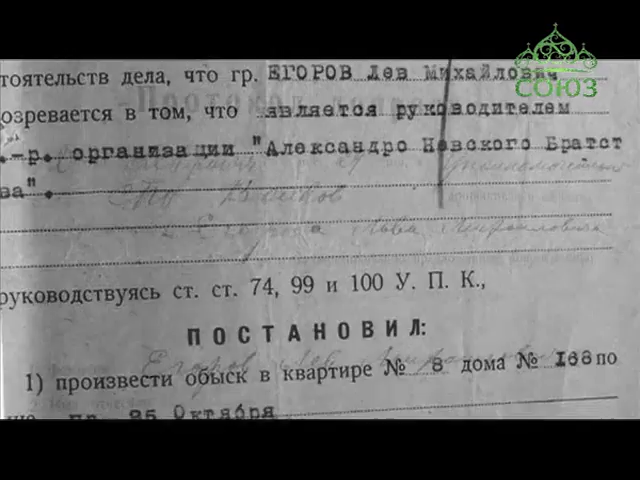 СОЮЗ
тоятельств дела, что гр. ЕГОРОВ Лев Михайлович
озревается в том, что является руководителем
.-р. организации "Александро Невского Братст
ва".
руководствуясь ст. ст. 74, 99 и 100 У. П. К.,
ПОСТАНОВИЛ:
1) произвести обыск в квартире № 8 дома № 168 по
пр. 25 Октября